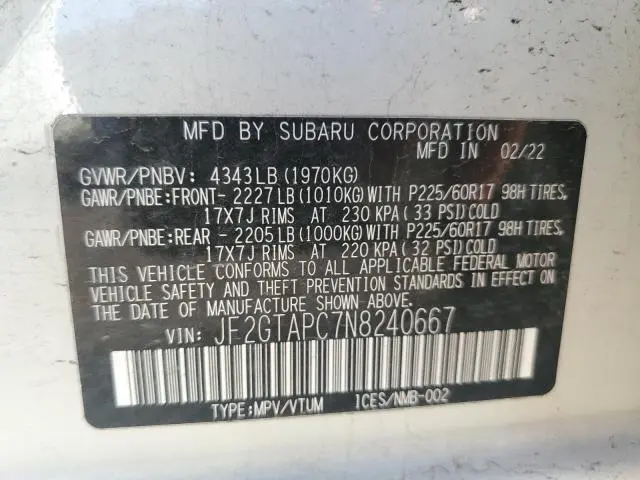 MFD BY SUBARU CORPORATION
MFD IN 02/22
GVWR/PNBV: 4343LB (1970KG)
GAWR/PNBE:FRONT- 2227LB (1010KG)WITH P225/60R17 98H TIRES,
17X7J RIMS AT 230 KPA( 33 PSI)COLD
GAWR/PNBE:REAR - 2205LB (1000KG)WITH P225/60R17 98H TIRES,
17X7J RIMS AT 220 KPA( 32 PSI)COLD
THIS VEHICLE CONFORMS TO ALL APPLICABLE FEDERAL MOTOR
VEHICLE SAFETY AND THEFT PREVENTION STANDARDS IN EFFECT ON
THE DATE OF MANUFACTURE SHOWN ABOVE.
VIN: JF2GTAPC7N8240667
TYPE:MPV/VTUM ICES/NMB-002